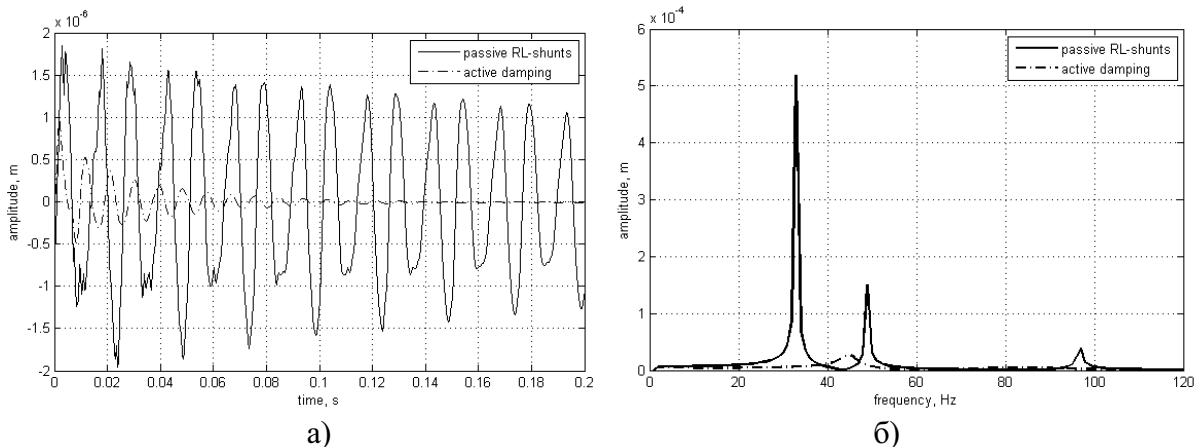 x 10⁻⁶
2
1.5
1
0.5
0
-0.5
-1
-1.5
-2
amplitude, m
0 0.02 0.04 0.06 0.08 0.1 0.12 0.14 0.16 0.18 0.2
time, s
passive RL-shunts
active damping
а)
x 10⁻⁴
6
5
4
3
2
1
0
amplitude, m
0 20 40 60 80 100 120
frequency, Hz
passive RL-shunts
active damping
б)